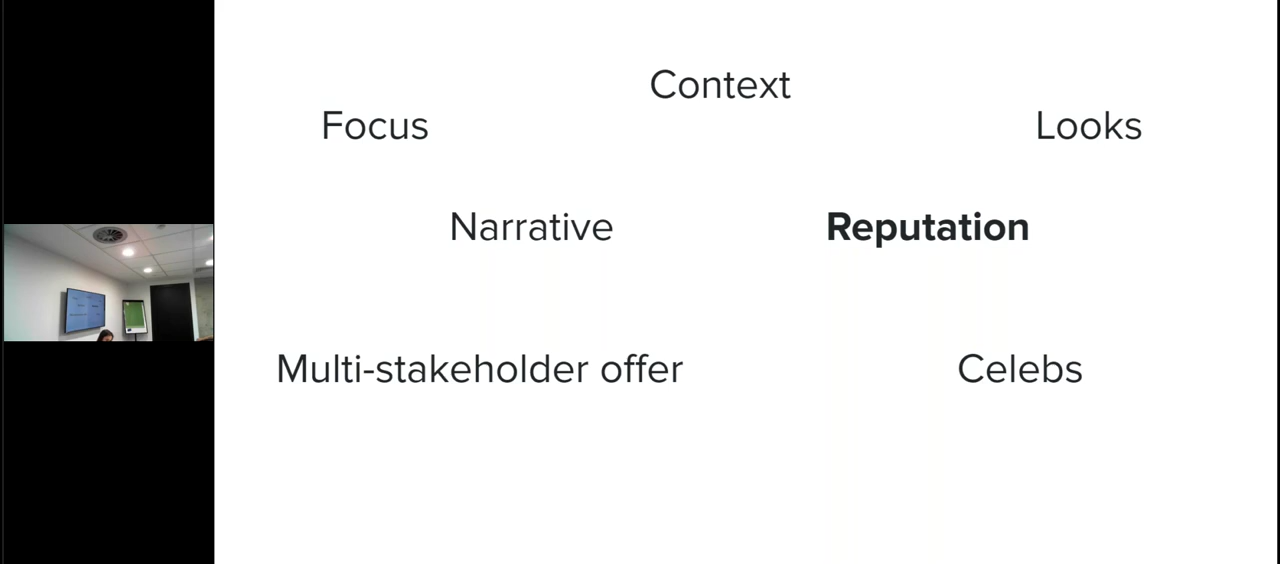 Context
Focus
Looks
Narrative
Reputation
Multi-stakeholder offer
Celebs